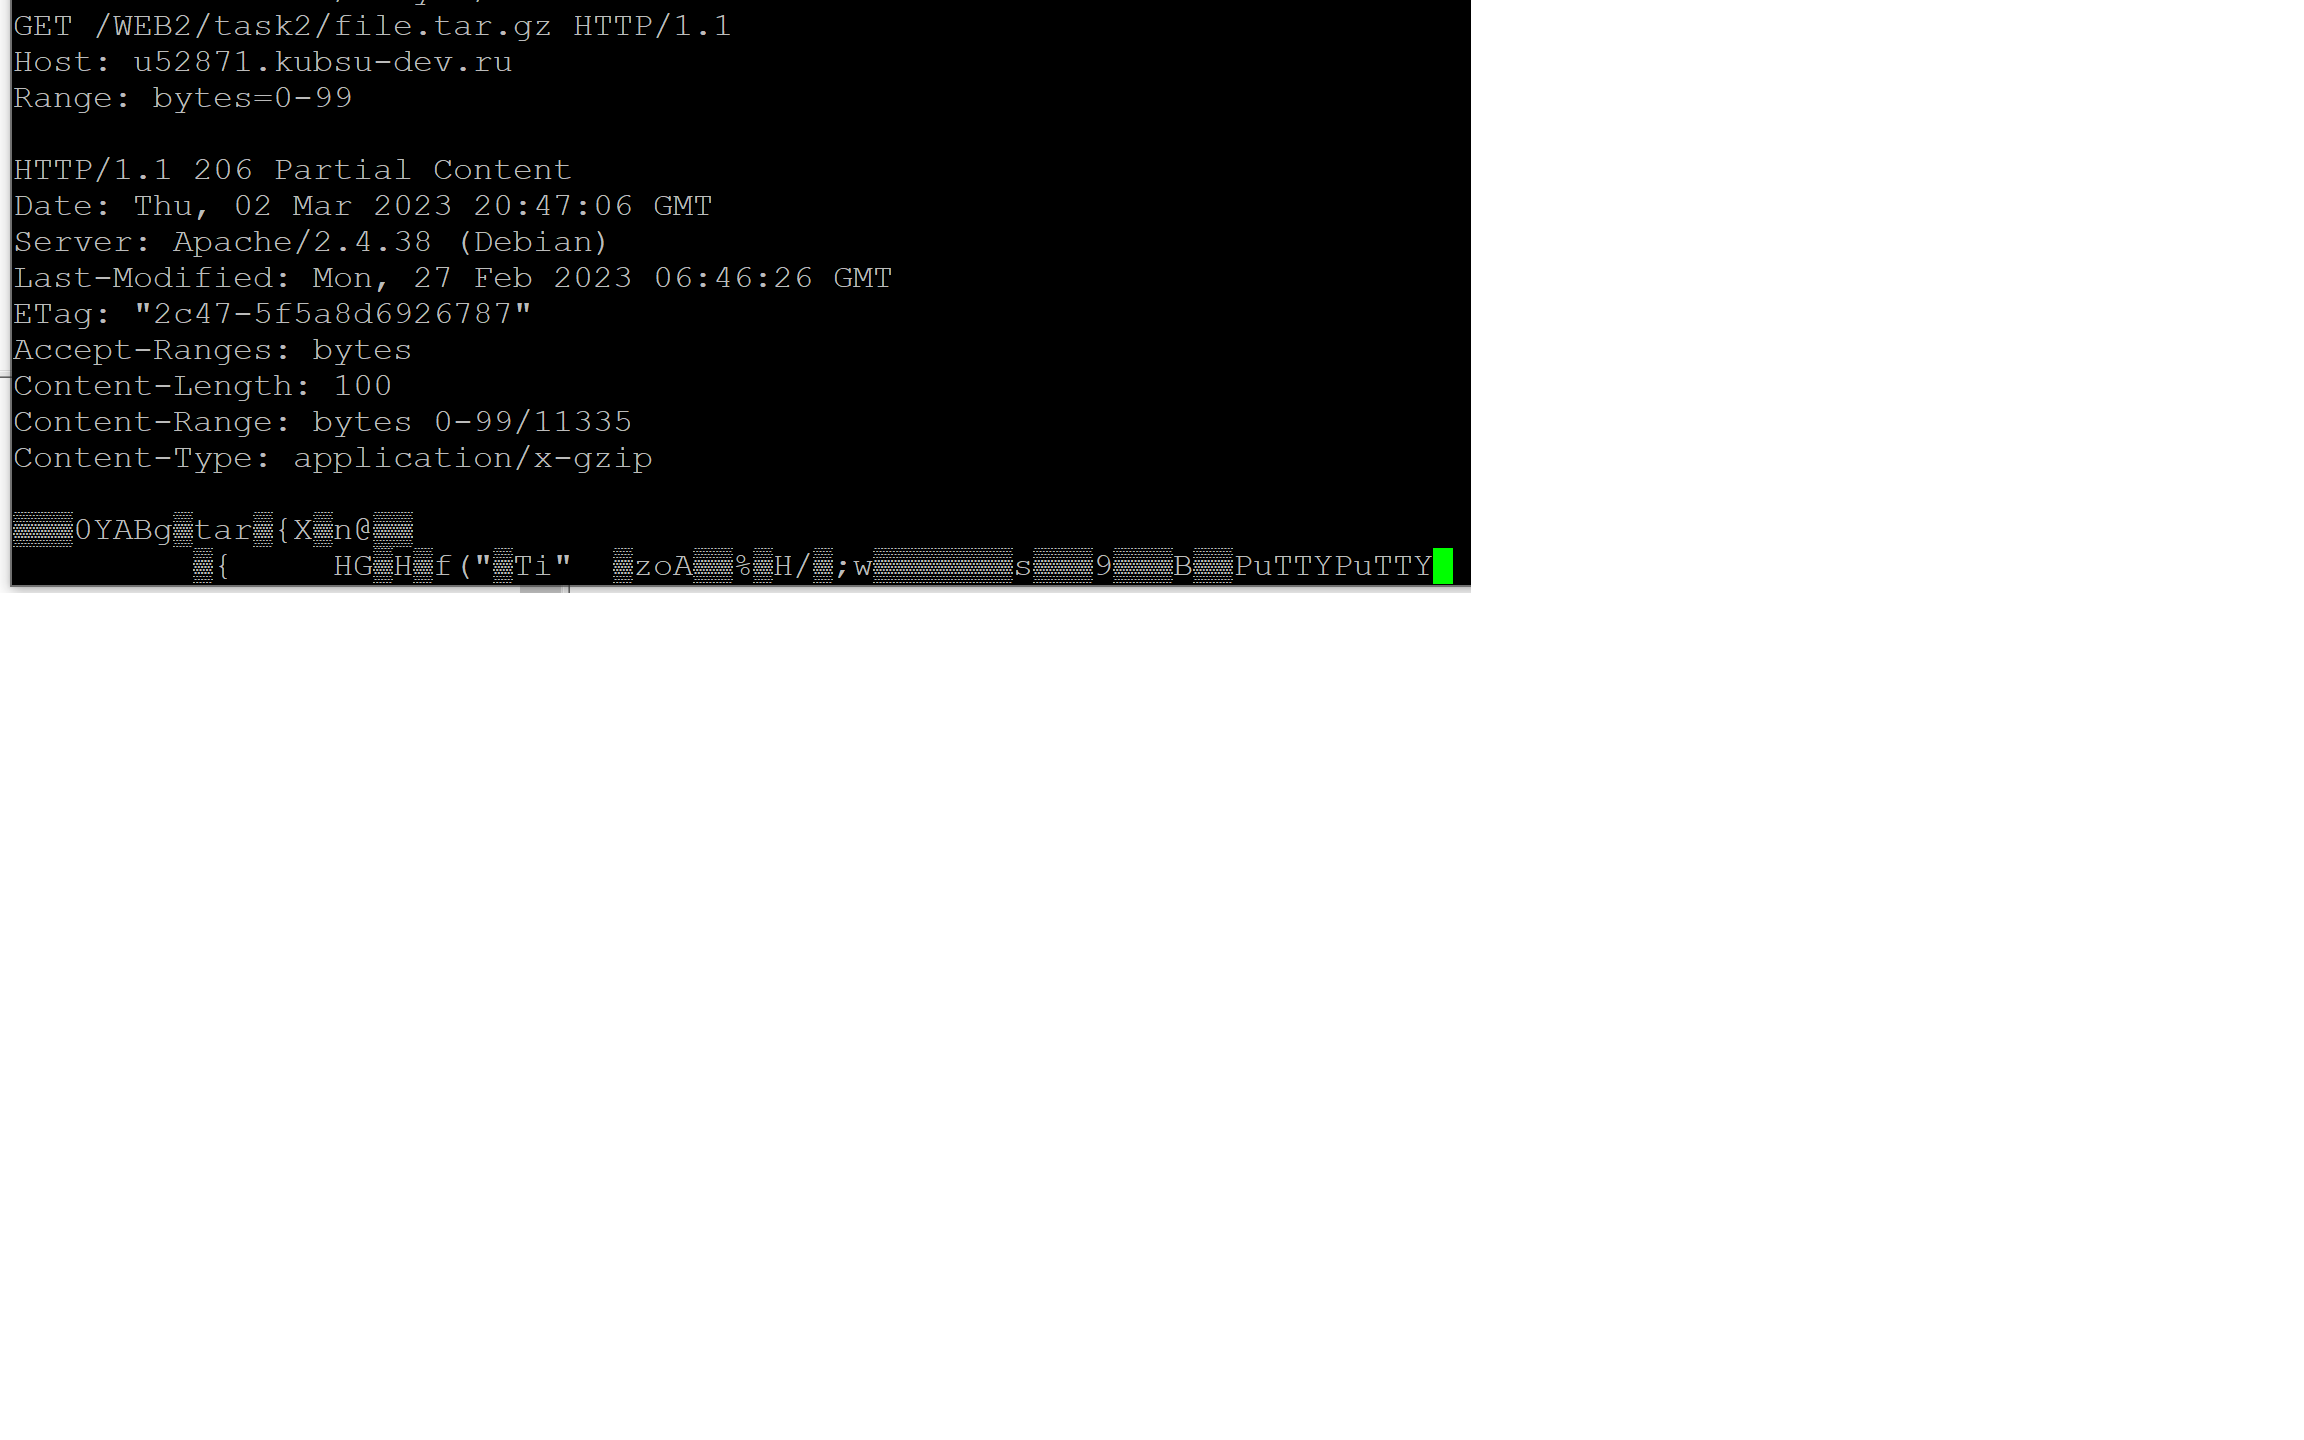 GET /WEB2/task2/file.tar.gz HTTP/1.1
Host: u52871.kubsu-dev.ru
Range: bytes=0-99

HTTP/1.1 206 Partial Content
Date: Thu, 02 Mar 2023 20:47:06 GMT
Server: Apache/2.4.38 (Debian)
Last-Modified: Mon, 27 Feb 2023 06:46:26 GMT
ETag: "2c47-5f5a8d6926787"
Accept-Ranges: bytes
Content-Length: 100
Content-Range: bytes 0-99/11335
Content-Type: application/x-gzip

▒▒▒0YABg▒tar▒{X▒n@▒▒
▒{ HG▒H▒f("▒Ti" ▒zoA▒▒%▒H/▒;w▒▒▒▒▒▒▒s▒▒▒9▒▒▒B▒▒PuTTYPuTTY